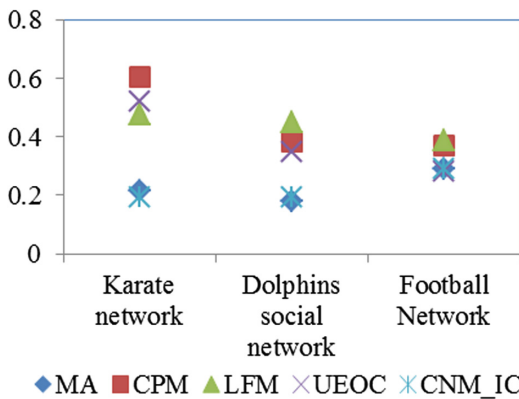 0.8
0.6
0.4
0.2
0
Karate network
Dolphins social network
Football Network
MA CPM LFM UEOC CNM_IC